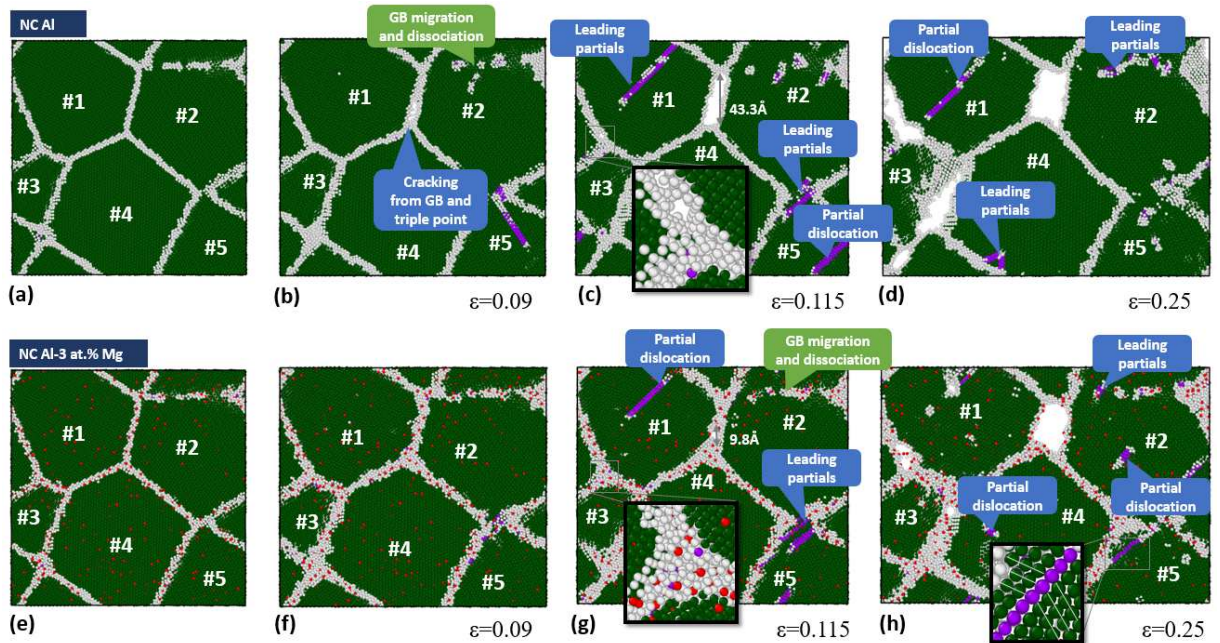 NC Al
GB migration
and dissociation
Leading
partials
Partial
dislocation
Leading
partials
#1
#2
#3
#4
#5
(a)
#1
#2
#3
#4
#5
Cracking
from GB and
triple point
(b)
ε=0.09
#1
#2
43.3Å
#3
#4
Leading
partials
Partial
dislocation
#5
(c)
ε=0.115
#1
#2
#3
#4
Leading
partials
#5
(d)
ε=0.25
NC Al-3 at.% Mg
Partial
dislocation
GB migration
and dissociation
Leading
partials
#1
#2
#3
#4
#5
(e)
#1
#2
#3
#4
#5
(f)
ε=0.09
#1
#2
9.8Å
#3
#4
Leading
partials
#5
(g)
ε=0.115
#1
#2
#3
Partial
dislocation
#4
Partial
dislocation
#5
(h)
ε=0.25